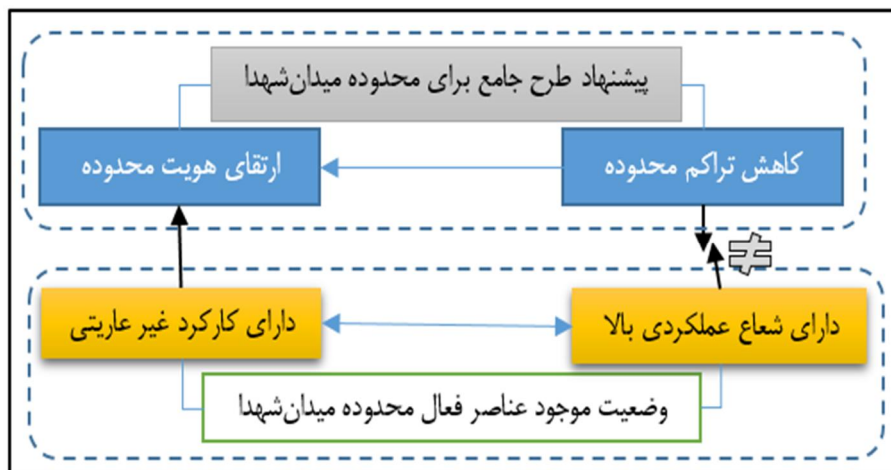 پیشنهاد طرح جامع برای محدوده میدان‌شهدا
کاهش تراکم محدوده
ارتقای هویت محدوده
≠
دارای شعاع عملکردی بالا
دارای کارکرد غیر عاریتی
وضعیت موجود عناصر فعال محدوده میدان‌شهدا